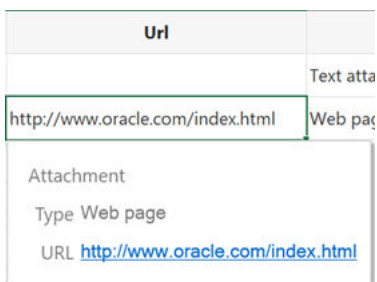 Url
Text atta
http://www.oracle.com/index.html Web pag
Attachment
Type Web page
URL http://www.oracle.com/index.html